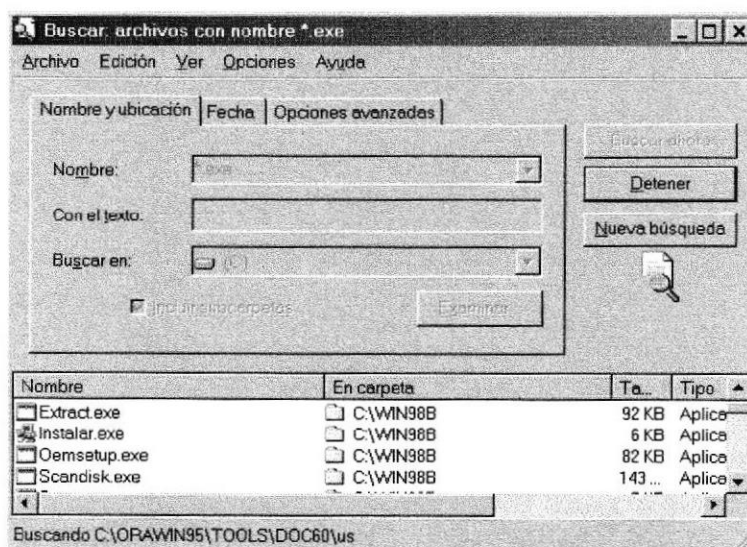 Buscar: archivos con nombre *.exe
Archivo Edición Ver Opciones Ayuda
Nombre y ubicación Fecha Opciones avanzadas
Buscar ahora
Nombre: *.exe
Detener
Con el texto:
Nueva búsqueda
Buscar en: (C:)
Incluir subcarpetas Examinar...
Nombre En carpeta Ta... Tipo
Extract.exe C:\WIN98B 92 KB Aplica
Instalar.exe C:\WIN98B 6 KB Aplica
Oemsetup.exe C:\WIN98B 82 KB Aplica
Scandisk.exe C:\WIN98B 143 ... Aplica
Buscando C:\ORAWIN95\TOOLS\DOC60\us